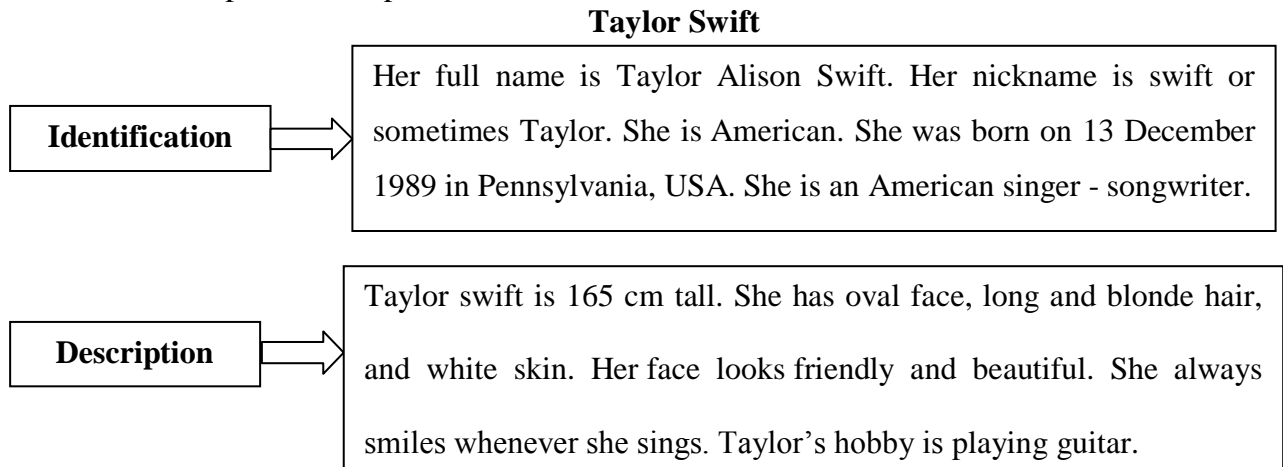 Taylor Swift
Identification
Her full name is Taylor Alison Swift. Her nickname is swift or
sometimes Taylor. She is American. She was born on 13 December
1989 in Pennsylvania, USA. She is an American singer - songwriter.
Description
Taylor swift is 165 cm tall. She has oval face, long and blonde hair,
and white skin. Her face looks friendly and beautiful. She always
smiles whenever she sings. Taylor’s hobby is playing guitar.